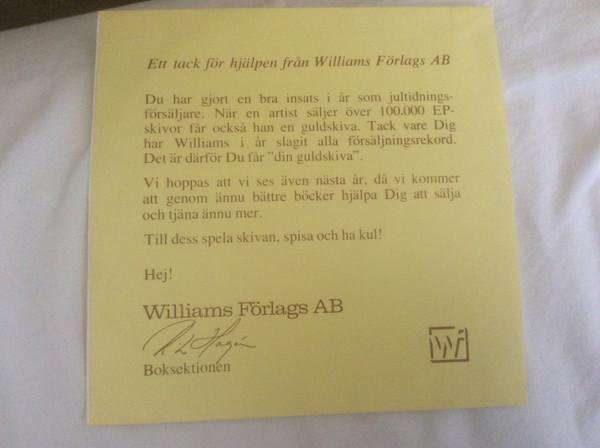 Ett tack för hjälpen från Williams Förlags AB
Du har gjort en bra insats i år som jultidnings-
försäljare. När en artist säljer över 100.000 EP-
skivor får också han en guldskiva. Tack vare Dig
har Williams i år slagit alla försäljningsrekord.
Det är därför Du får "din guldskiva".
Vi hoppas att vi ses även nästa år, då vi kommer
att genom ännu bättre böcker hjälpa Dig att sälja
och tjäna ännu mer.
Till dess spela skivan, spisa och ha kul!
Hej!
Williams Förlags AB
Boksektionen